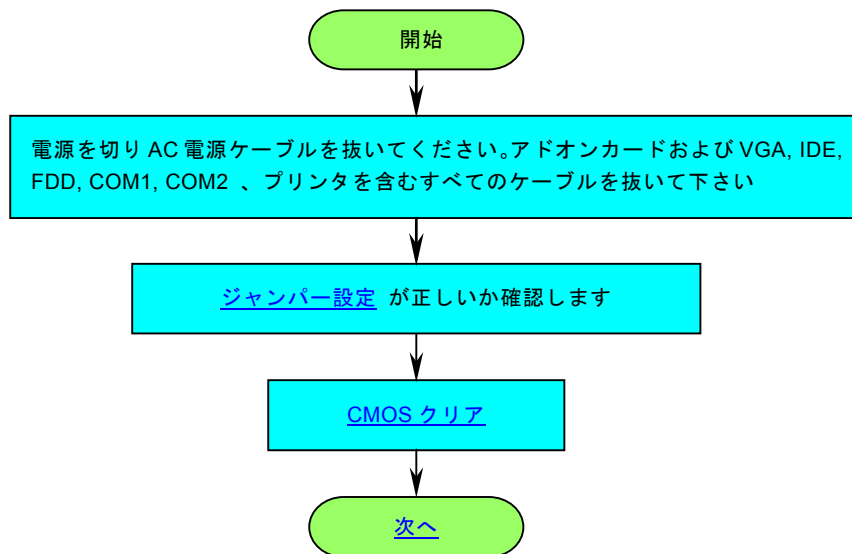 開始
電源を切り AC 電源ケーブルを抜いてください。アドオンカードおよび VGA, IDE,
FDD, COM1, COM2 、プリンタを含むすべてのケーブルを抜いて下さい
ジャンパー設定 が正しいか確認します
CMOS クリア
次へ